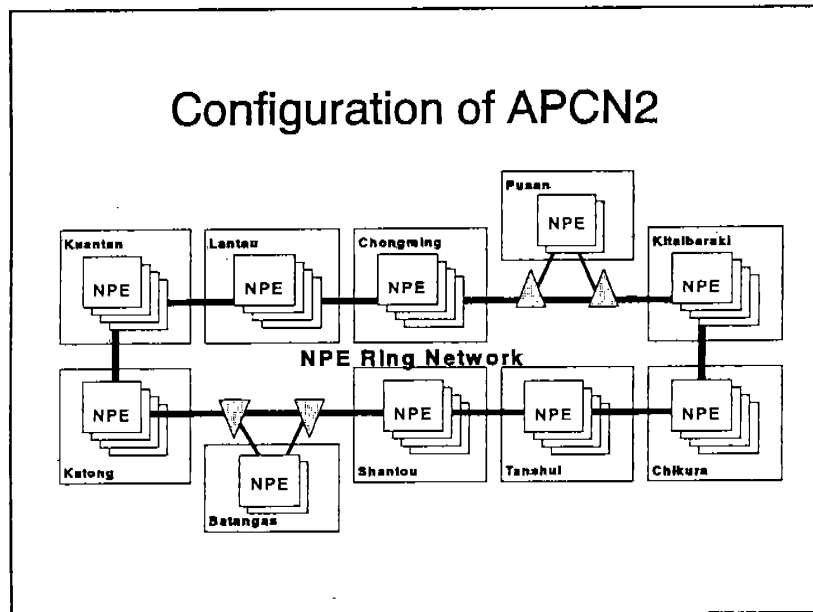 Configuration of APCN2
Pusan
NPE
Kuantan
NPE
Lantau
NPE
Chongming
NPE
Kitaibaraki
NPE
NPE Ring Network
NPE
Katong
NPE
Batangas
NPE
Shantou
NPE
Tanshui
NPE
Chikura